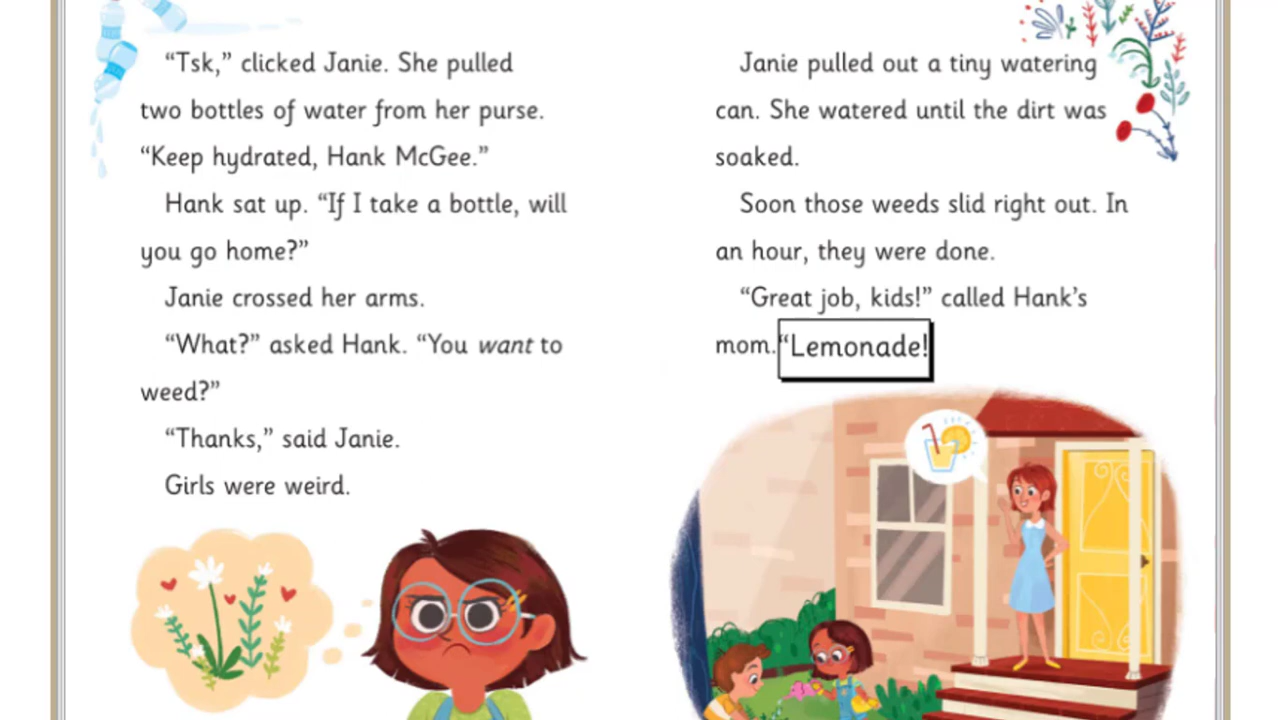 “Tsk,” clicked Janie. She pulled
two bottles of water from her purse.
“Keep hydrated, Hank McGee.”
Hank sat up. “If I take a bottle, will
you go home?”
Janie crossed her arms.
“What?” asked Hank. “You want to
weed?”
“Thanks,” said Janie.
Girls were weird.
Janie pulled out a tiny watering
can. She watered until the dirt was
soaked.
Soon those weeds slid right out. In
an hour, they were done.
“Great job, kids!” called Hank’s
mom. “Lemonade!